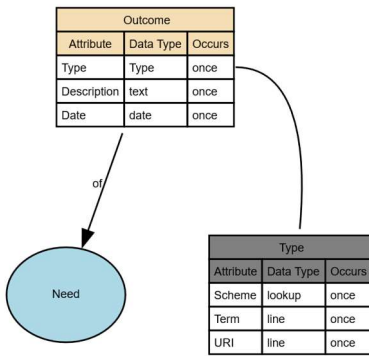 Outcome
Attribute Data Type Occurs
Type Type once
Description text once
Date date once
of
Need
Type
Attribute Data Type Occurs
Scheme lookup once
Term line once
URI line once